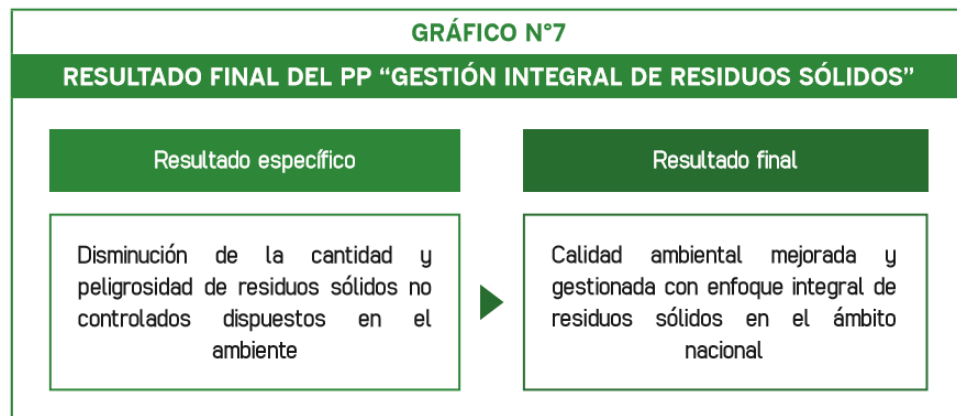 GRÁFICO N°7
RESULTADO FINAL DEL PP “GESTIÓN INTEGRAL DE RESIDUOS SÓLIDOS”
Resultado específico
Disminución de la cantidad y
peligrosidad de residuos sólidos no
controlados dispuestos en el
ambiente
Resultado final
Calidad ambiental mejorada y
gestionada con enfoque integral de
residuos sólidos en el ámbito
nacional